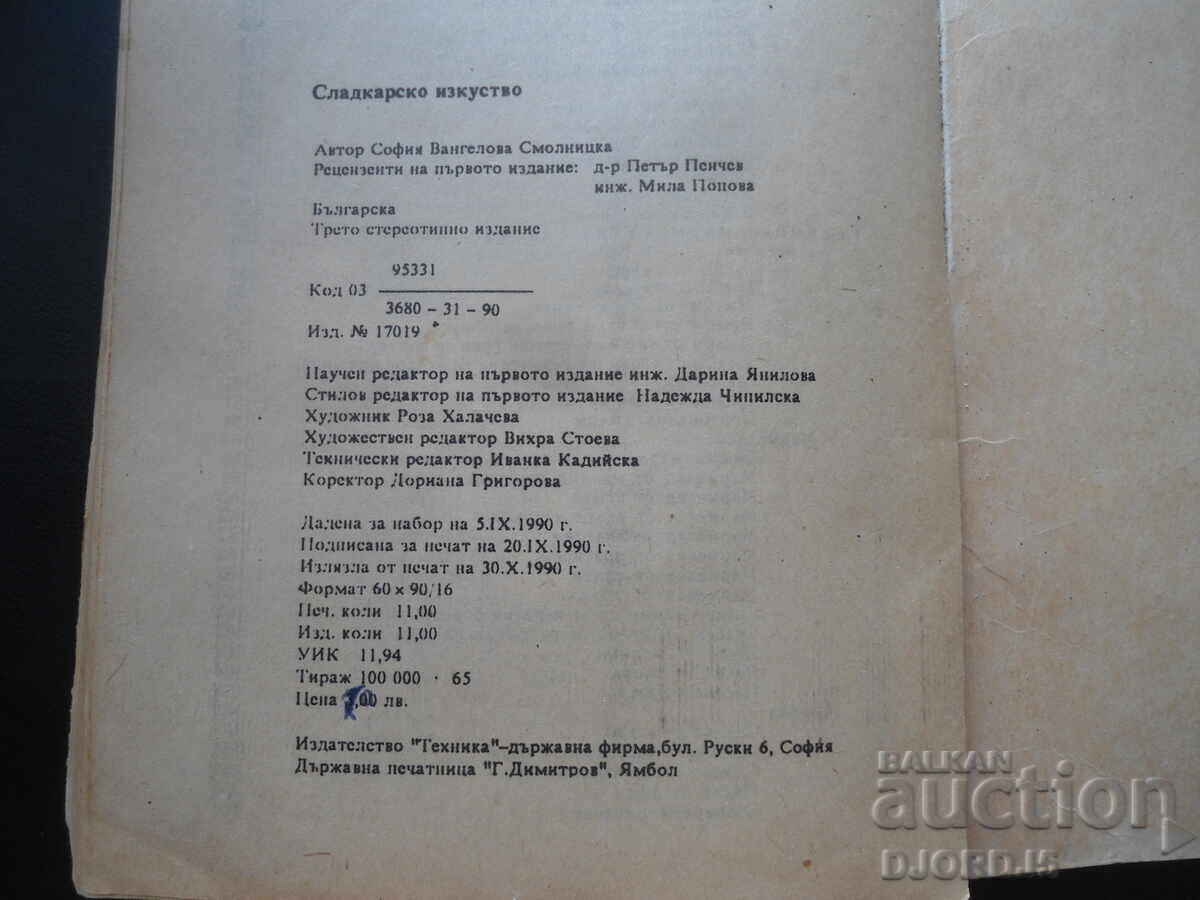 Сладкарско изкуство
Автор София Вангелова Смолницка
Рецензенти на първото издание: д-р Петър Пенчев
инж. Мила Попова
Българска
Трето стереотипно издание
95331
Код 03
3680 - 31 - 90
Изд. № 17019
Научен редактор на първото издание инж. Дарина Янилова
Стилов редактор на първото издание Надежда Чипилска
Художник Роза Халачева
Художествен редактор Вихра Стоева
Технически редактор Иванка Кадийска
Коректор Дориана Григорова
Дадена за набор на 5.IX.1990 г.
Подписана за печат на 20.IX.1990 г.
Излязла от печат на 30.X.1990 г.
Формат 60 x 90/16
Печ. коли 11,00
Изд. коли 11,00
УИК 11,94
Тираж 100 000 · 65
Цена лв.
Издателство "Техника"-държавна фирма,бул. Руски 6, София
Държавна печатница "Г.Димитров", Ямбол
BALKAN
auction
DJORD.15